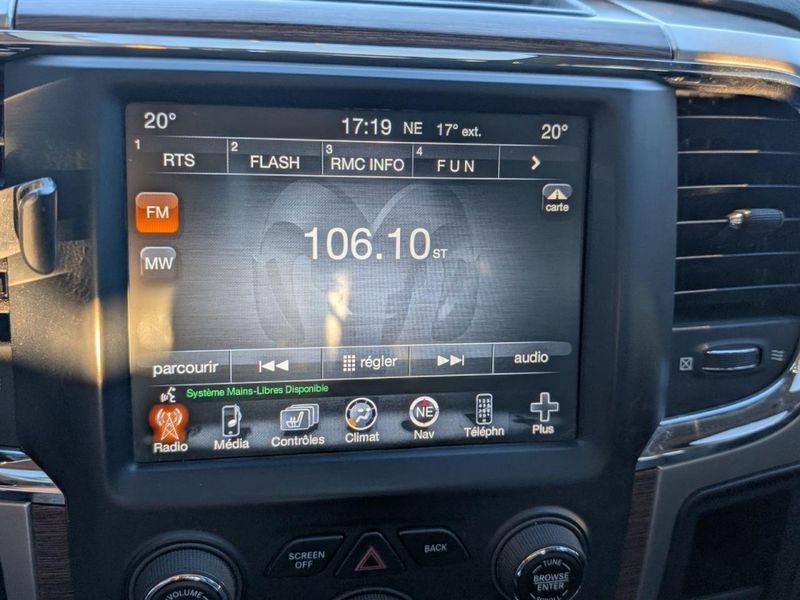 20° 17:19 NE 17° ext. 20°
1 RTS 2 FLASH 3 RMC INFO 4 FUN
FM
carte
106.10 ST
MW
parcourir régler audio
Système Mains-Libres Disponible
NE
Radio Média Contrôles Climat Nav Téléphn Plus
SCREEN OFF BACK
VOLUME
TUNE
BROWSE
ENTER
SCROLL